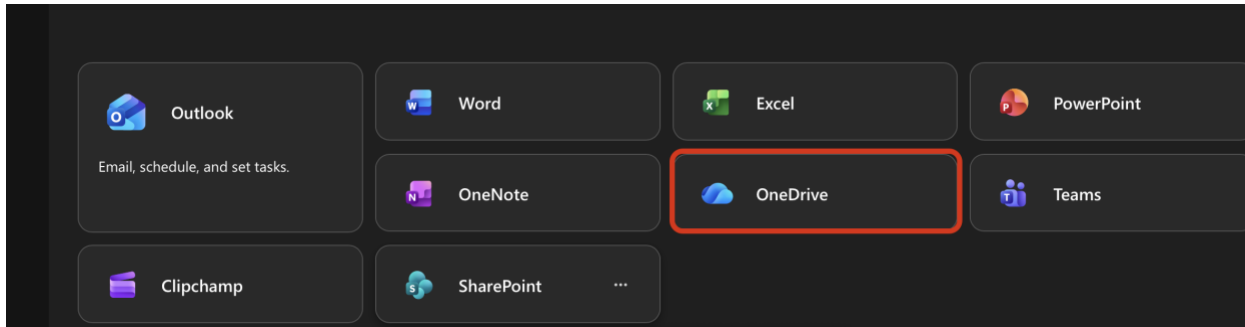 Outlook
Email, schedule, and set tasks.
Word
Excel
PowerPoint
OneNote
OneDrive
Teams
Clipchamp
SharePoint
...